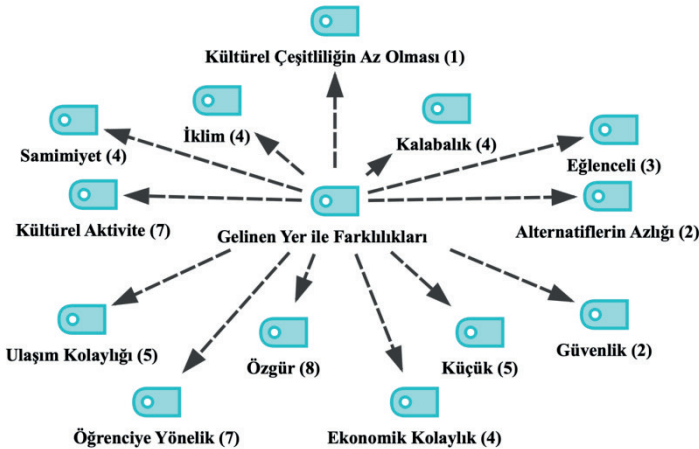 Kültürel Çeşitliliğin Az Olması (1)
İklim (4)
Kalabalık (4)
Samimiyet (4)
Eğlenceli (3)
Kültürel Aktivite (7)
Gelinen Yer ile Farklılıkları
Alternatiflerin Azlığı (2)
Ulaşım Kolaylığı (5)
Özgür (8)
Küçük (5)
Güvenlik (2)
Öğrenciye Yönelik (7)
Ekonomik Kolaylık (4)